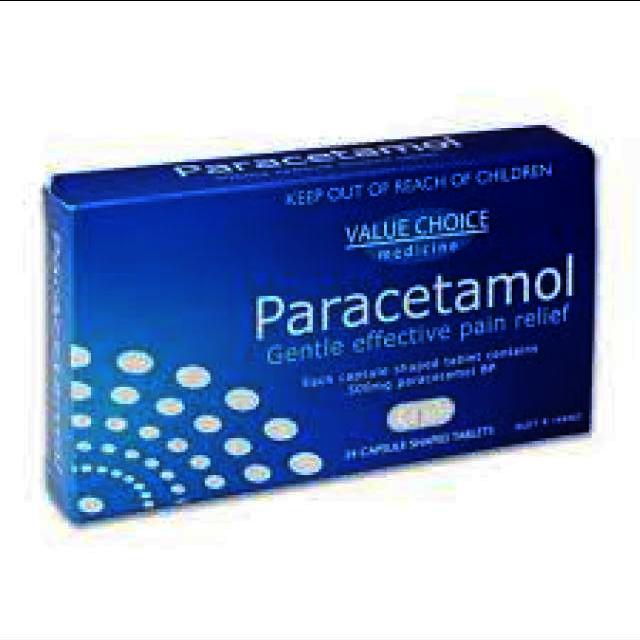 Paracetamol
KEEP OUT OF REACH OF CHILDREN
VALUE CHOICE
medicine
Paracetamol
Gentle effective pain relief
Each capsule shaped tablet contains
500mg paracetamol BP
CAPSULE SHAPED TABLETS